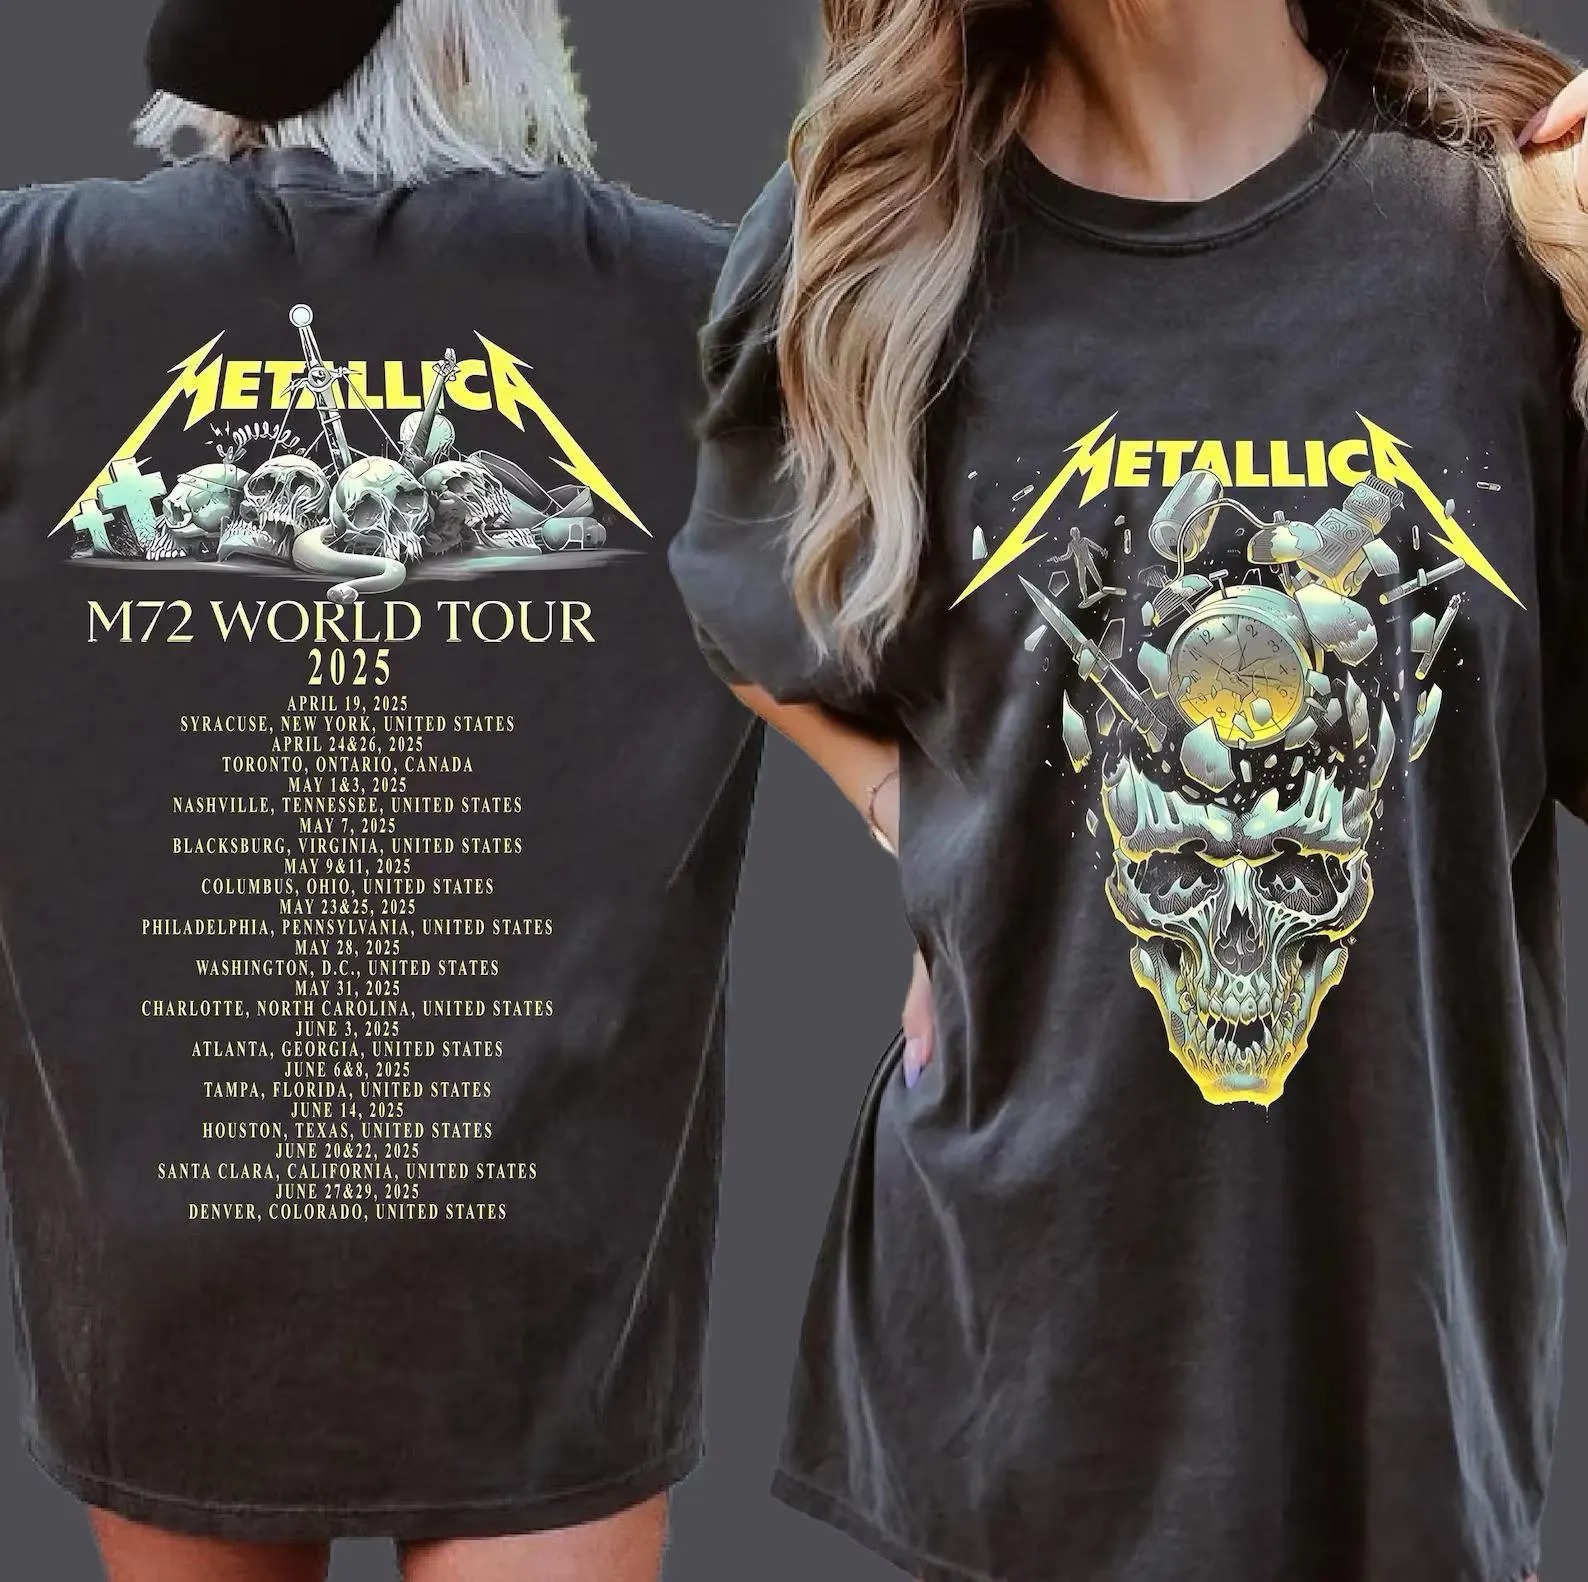 METALLICA
M72 WORLD TOUR
2025
APRIL 19, 2025
SYRACUSE, NEW YORK, UNITED STATES
APRIL 24&26, 2025
TORONTO, ONTARIO, CANADA
MAY 1&3, 2025
NASHVILLE, TENNESSEE, UNITED STATES
MAY 7, 2025
BLACKSBURG, VIRGINIA, UNITED STATES
MAY 9&11, 2025
COLUMBUS, OHIO, UNITED STATES
MAY 23&25, 2025
PHILADELPHIA, PENNSYLVANIA, UNITED STATES
MAY 28, 2025
WASHINGTON, D.C., UNITED STATES
MAY 31, 2025
CHARLOTTE, NORTH CAROLINA, UNITED STATES
JUNE 3, 2025
ATLANTA, GEORGIA, UNITED STATES
JUNE 6&8, 2025
TAMPA, FLORIDA, UNITED STATES
JUNE 14, 2025
HOUSTON, TEXAS, UNITED STATES
JUNE 20&22, 2025
SANTA CLARA, CALIFORNIA, UNITED STATES
JUNE 27&29, 2025
DENVER, COLORADO, UNITED STATES
METALLICA